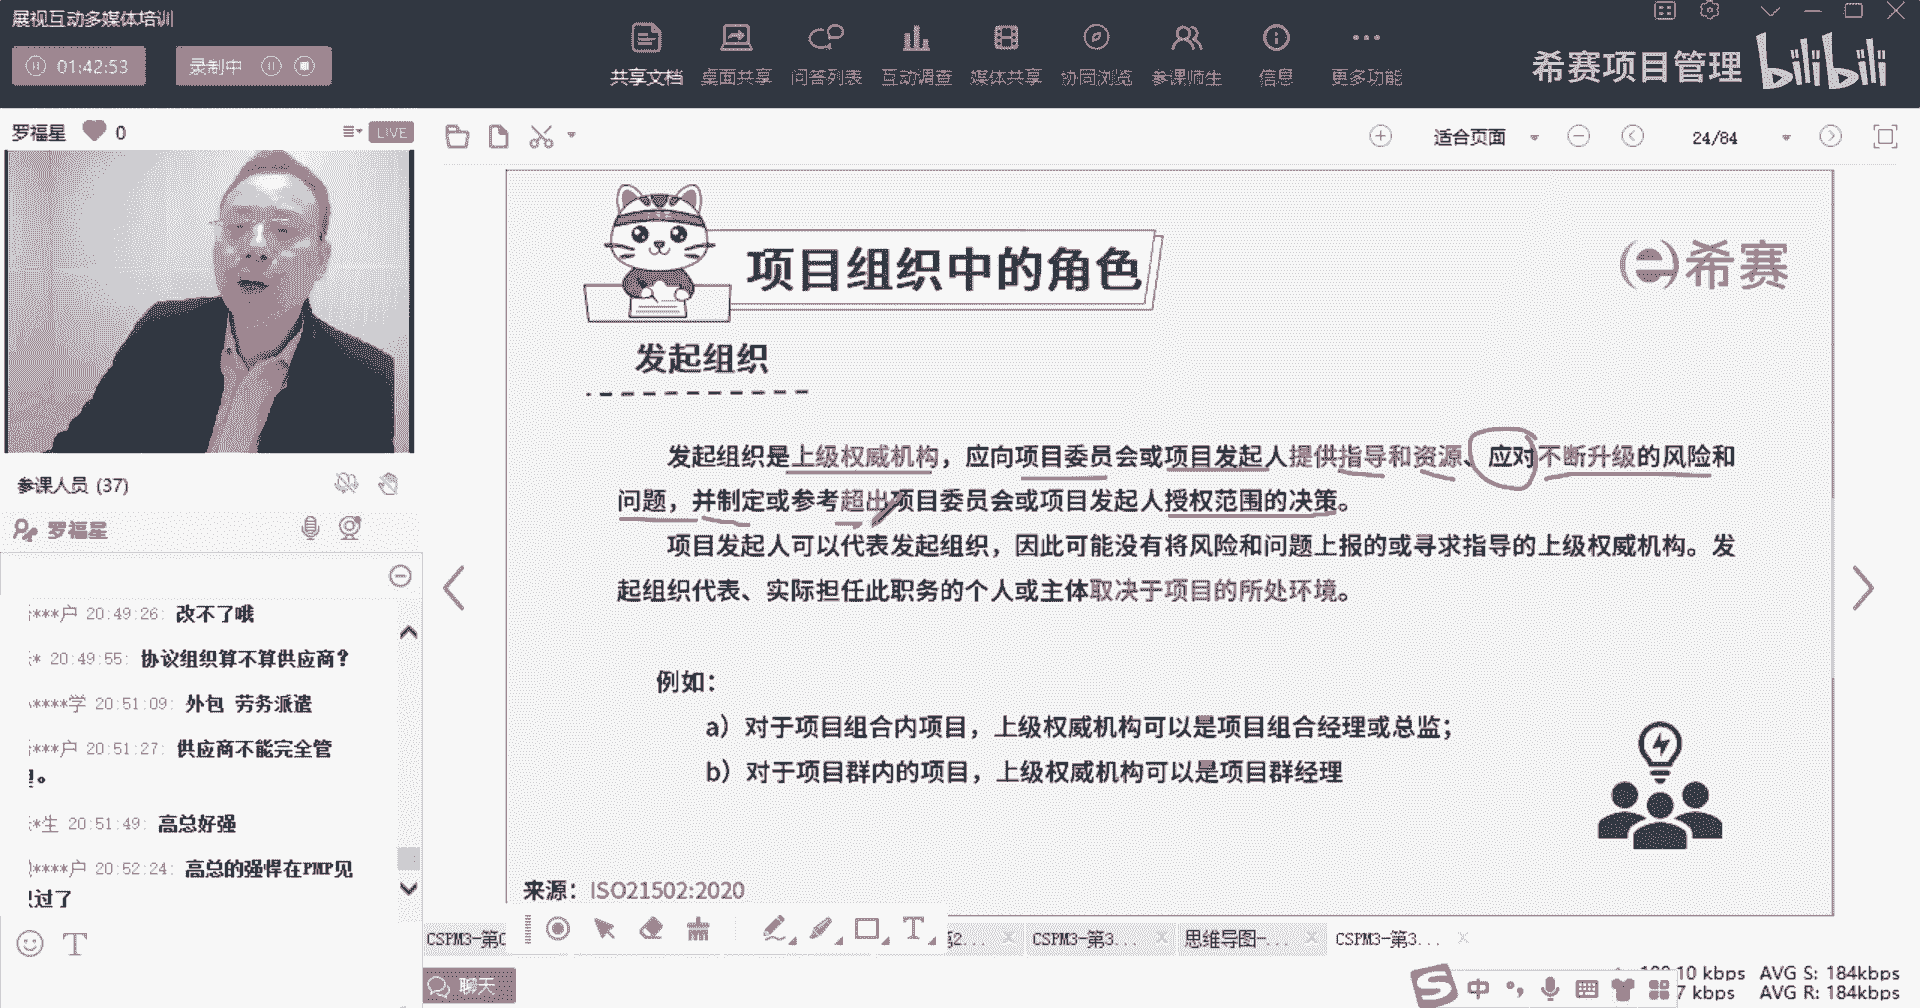 展视互动多媒体培训
01:42:53
录制中
共享文档 桌面共享 问答列表 互动调查 媒体共享 协同浏览 参课师生 信息 更多功能
希赛项目管理 bilibili
罗福星 0
LIVE
适合页面
24/84
项目组织中的角色
希赛
发起组织
发起组织是上级权威机构，应向项目委员会或项目发起人提供指导和资源、应对不断升级的风险和
问题，并制定或参考超出项目委员会或项目发起人授权范围的决策。
项目发起人可以代表发起组织，因此可能没有将风险和问题上报的或寻求指导的上级权威机构。发
起组织代表、实际担任此职务的个人或主体取决于项目的所处环境。
例如：
a）对于项目组合内项目，上级权威机构可以是项目组合经理或总监；
b）对于项目群内的项目，上级权威机构可以是项目群经理
来源：ISO21502:2020
参课人员 (37)
罗福星
***户 20:49:26: 改不了哦
* 20:49:55: 协议组织算不算供应商？
****学 20:51:09: 外包 劳务派遣
***户 20:51:27: 供应商不能完全管
。
*生 20:51:49: 高总好强
****户 20:52:24: 高总的强悍在PMP见
过了
CSPM3-第 2... CSPM3-第3... 思维导图-... CSPM3-第3...
聊天
中
10 kbps AVG S: 184kbps
7 kbps AVG R: 184kbps